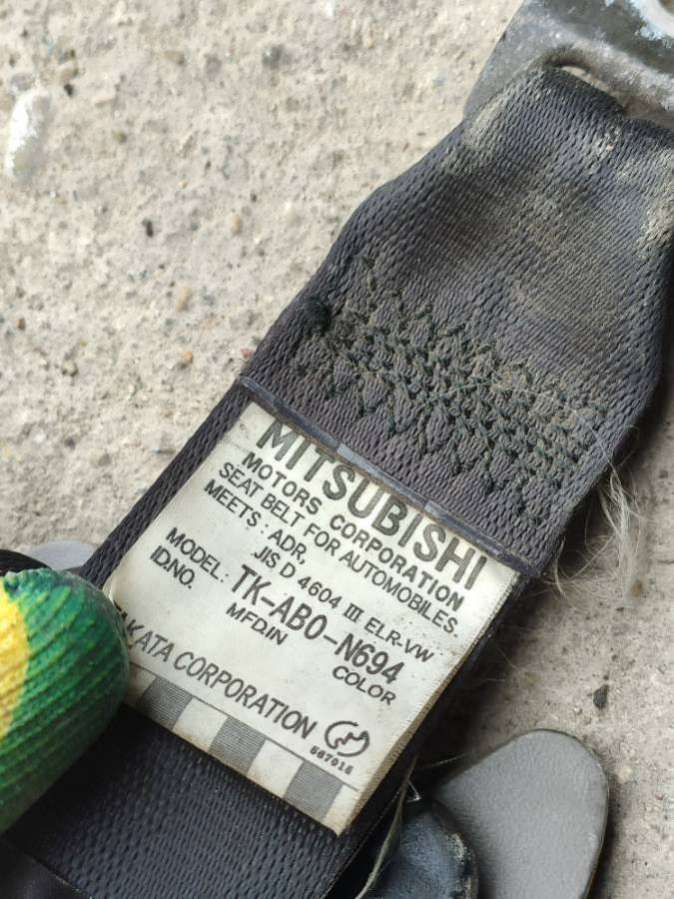 MITSUBISHI
MOTORS CORPORATION
SEAT BELT FOR AUTOMOBILES.
MEETS : ADR,
JIS D 4604 III ELR-VW
MODEL: TK-AB0-N694
ID.NO. MFD.IN COLOR
TAKATA CORPORATION